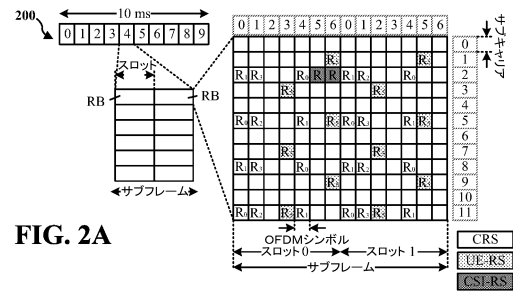 200
10 ms
0 1 2 3 4 5 6 7 8 9
スロット
RB
RB
サブフレーム
FIG. 2A
0 1 2 3 4 5 6 0 1 2 3 4 5 6
サブキャリア
0
1
2
3
4
5
6
7
8
9
10
11
R5 R5
R1 R3 R0 R R R1 R2 R0
R5 R5
R0 R2 R1 R5 R0 R3 R1 R5
R5 R5
R1 R3 R0 R1 R2 R0
R5 R5
R0 R2 R5 R1 R0 R3 R5 R1
OFDMシンボル
スロット0
スロット1
サブフレーム
CRS
UE-RS
CSI-RS